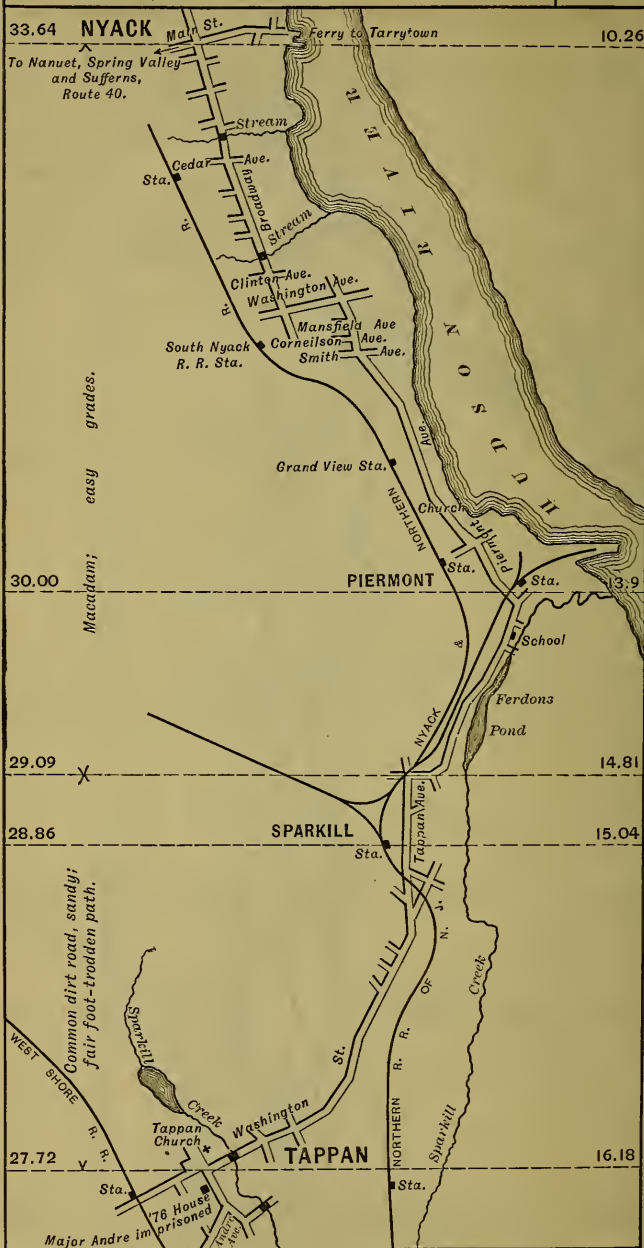 33.64 NYACK Main St. Ferry to Tarrytown 10.26
To Nanuet, Spring Valley
and Sufferns,
Route 40.
Stream
Cedar Ave.
Sta.
R.
Broadway
Stream
R.
Clinton Ave.
Washington Ave.
Mansfield Ave
Corneilson Ave.
Smith Ave.
South Nyack
R. R. Sta.
HUDSON RIVER
Macadam; easy grades.
Grand View Sta.
Church
Piermont Ave.
NORTHERN
Sta.
30.00 PIERMONT Sta. 13.9
&
School
NYACK
Ferdons
Pond
29.09 X 14.81
Tappan Ave.
28.86 SPARKILL 15.04
Sta.
N. J.
OF
R. R.
NORTHERN
Creek
Sparkill
Common dirt road, sandy;
fair foot-trodden path.
Sparkill
Creek
WEST SHORE R. R.
Washington St.
Tappan
Church
27.72 TAPPAN 16.18
Sta.
Sta.
'76 House
Major Andre imprisoned
Andre
Ave.